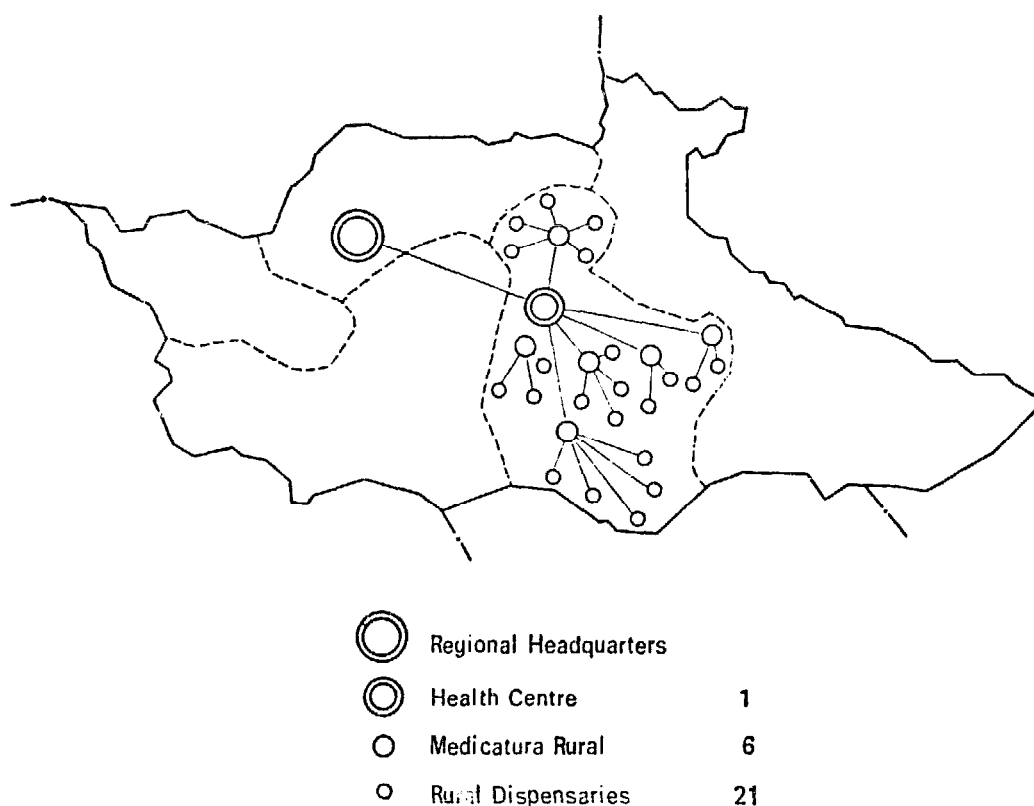 Regional Headquarters
Health Centre 1
Medicatura Rural 6
Rural Dispensaries 21